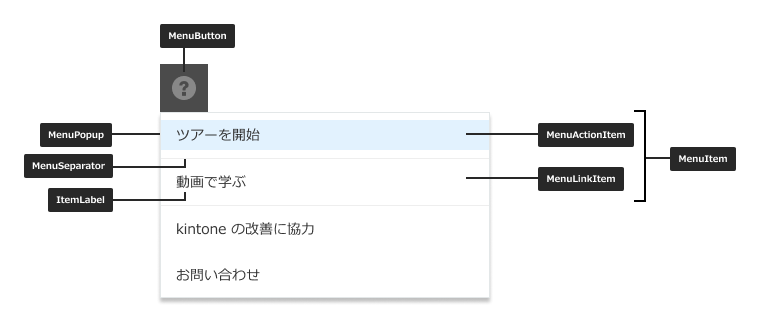 MenuButton
?
MenuPopup
ツアーを開始
MenuActionItem
MenuSeparator
MenuItem
動画で学ぶ
MenuLinkItem
ItemLabel
kintone の改善に協力
お問い合わせ